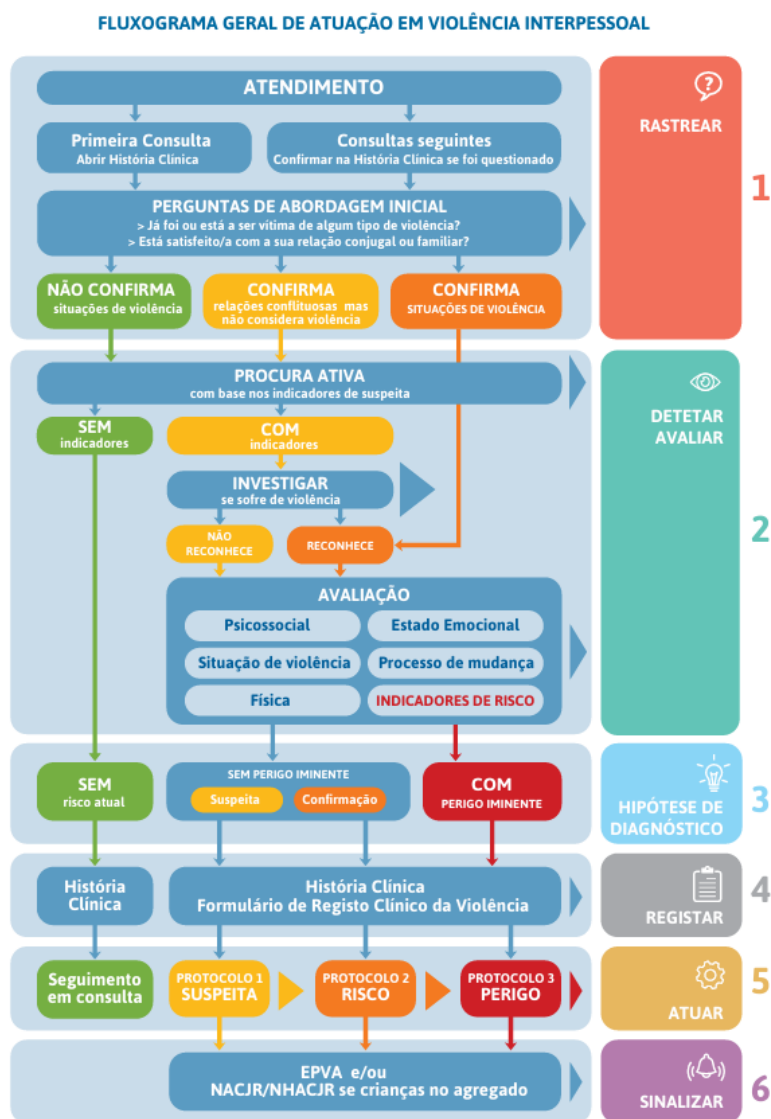 FLUXOGRAMA GERAL DE ATUAÇÃO EM VIOLÊNCIA INTERPESSOAL
ATENDIMENTO
Primeira Consulta
Abrir História Clínica
Consultas seguintes
Confirmar na História Clínica se foi questionado
PERGUNTAS DE ABORDAGEM INICIAL
> Já foi ou está a ser vítima de algum tipo de violência?
> Está satisfeito/a com a sua relação conjugal ou familiar?
NÃO CONFIRMA
situações de violência
CONFIRMA
relações conflituosas mas
não considera violência
CONFIRMA
SITUAÇÕES DE VIOLÊNCIA
RASTREAR
1
PROCURA ATIVA
com base nos indicadores de suspeita
SEM
indicadores
COM
indicadores
INVESTIGAR
se sofre de violência
NÃO
RECONHECE
RECONHECE
AVALIAÇÃO
Psicossocial
Estado Emocional
Situação de violência
Processo de mudança
Física
INDICADORES DE RISCO
DETETAR
AVALIAR
2
SEM
risco atual
SEM PERIGO IMINENTE
Suspeita
Confirmação
COM
PERIGO IMINENTE
HIPÓTESE DE
DIAGNÓSTICO
3
História
Clínica
História Clínica
Formulário de Registo Clínico da Violência
REGISTAR
4
Seguimento
em consulta
PROTOCOLO 1
SUSPEITA
PROTOCOLO 2
RISCO
PROTOCOLO 3
PERIGO
ATUAR
5
EPVA e/ou
NACJR/NHACJR se crianças no agregado
SINALIZAR
6